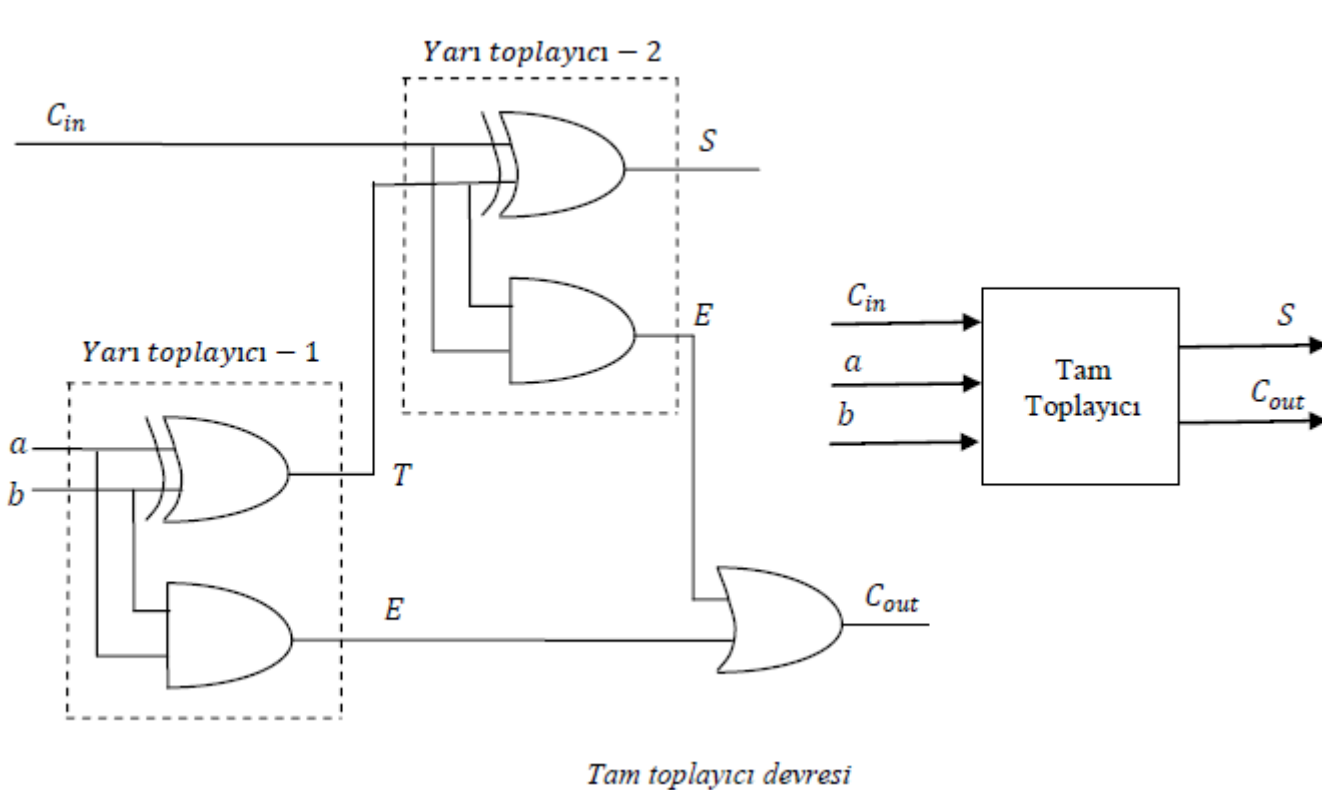 Yarı toplayıcı − 2
C_in
S
E
Yarı toplayıcı − 1
a
b
T
E
C_out
C_in
a
b
Tam
Toplayıcı
S
C_out
Tam toplayıcı devresi